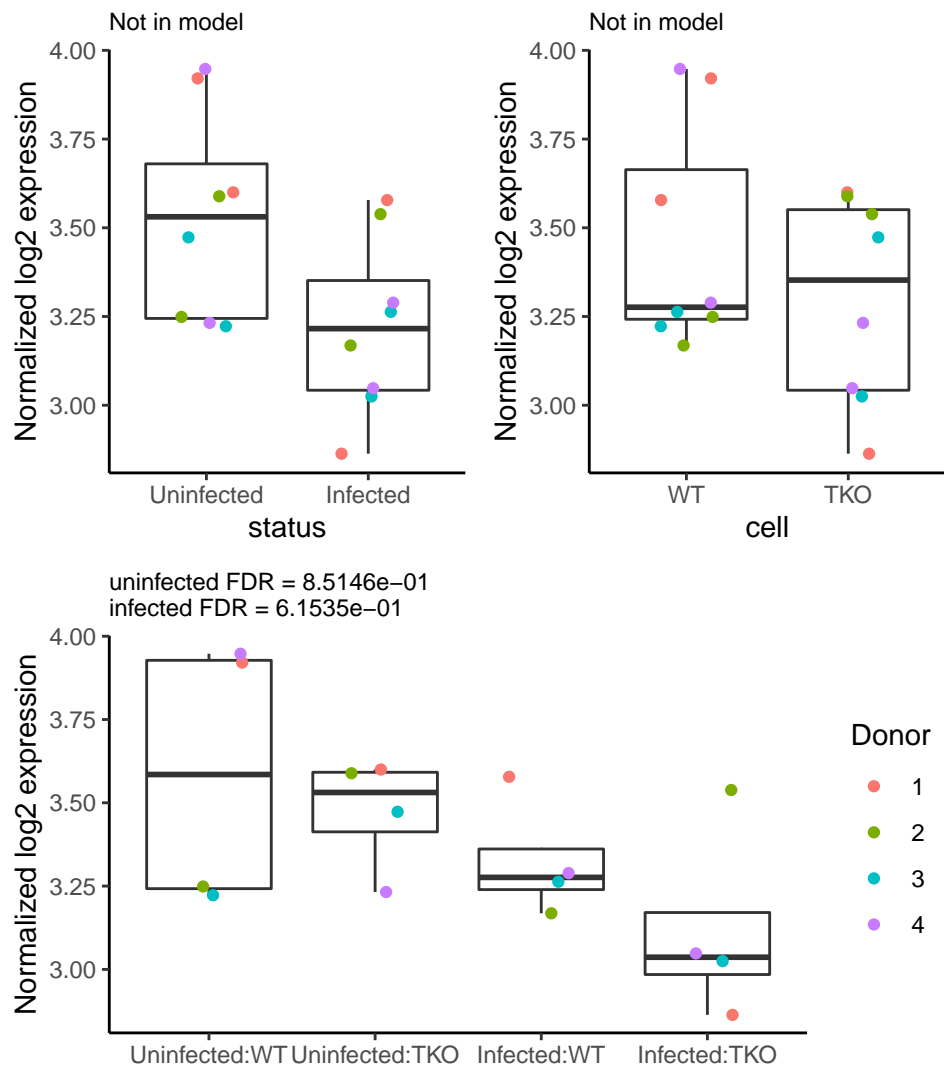 Not in model
Normalized log2 expression
4.00
3.75
3.50
3.25
3.00
Uninfected
Infected
status
Not in model
Normalized log2 expression
4.00
3.75
3.50
3.25
3.00
WT
TKO
cell
uninfected FDR = 8.5146e−01
infected FDR = 6.1535e−01
Normalized log2 expression
4.00
3.75
3.50
3.25
3.00
Uninfected:WT
Uninfected:TKO
Infected:WT
Infected:TKO
Donor
1
2
3
4